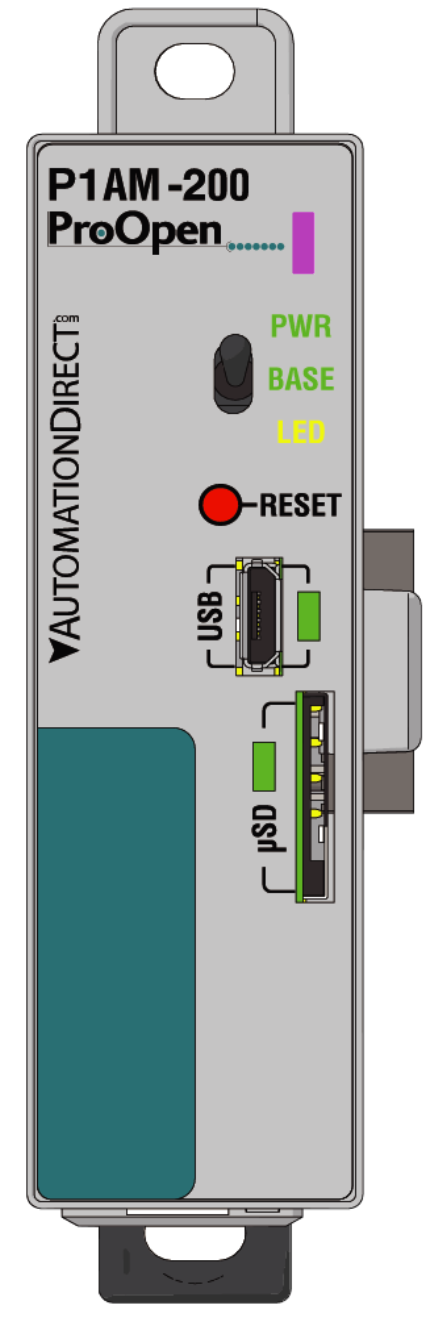 P1AM-200
ProOpen
AUTOMATIONDIRECT.com
PWR
BASE
LED
RESET
USB
µSD